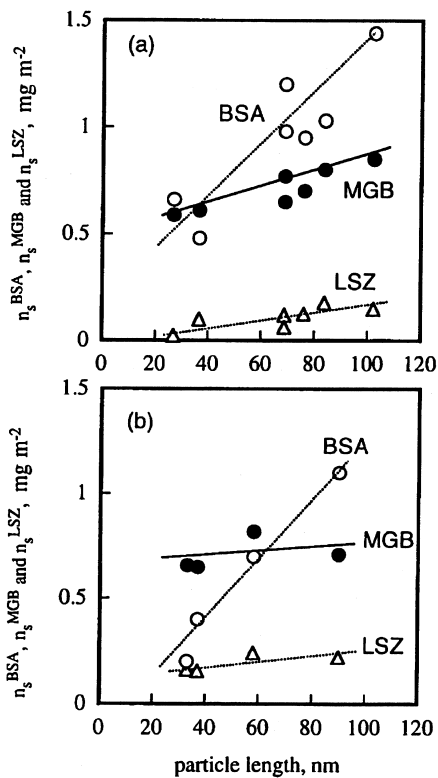 (a)
1.5
1
0.5
0
BSA
MGB
LSZ
n_s^BSA, n_s^MGB and n_s^LSZ, mg m^-2
0 20 40 60 80 100 120
(b)
1.5
1
0.5
0
BSA
MGB
LSZ
n_s^BSA, n_s^MGB and n_s^LSZ, mg m^-2
0 20 40 60 80 100 120
particle length, nm